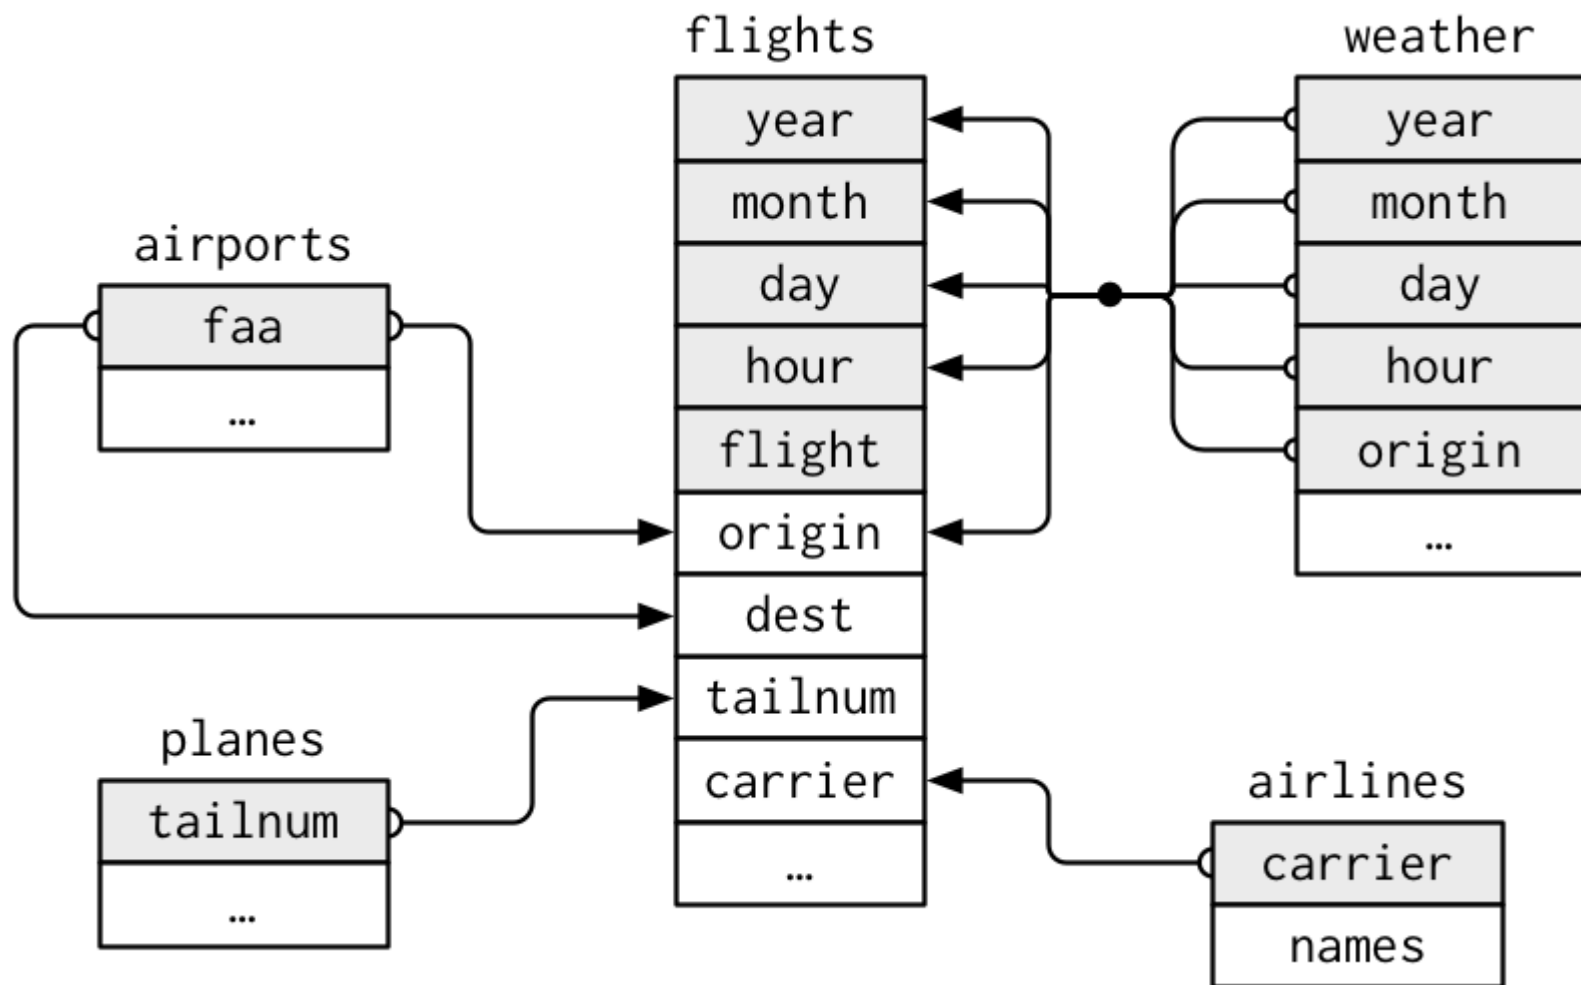 flights
year
month
day
hour
flight
origin
dest
tailnum
carrier
…
weather
year
month
day
hour
origin
…
airports
faa
…
planes
tailnum
…
airlines
carrier
names